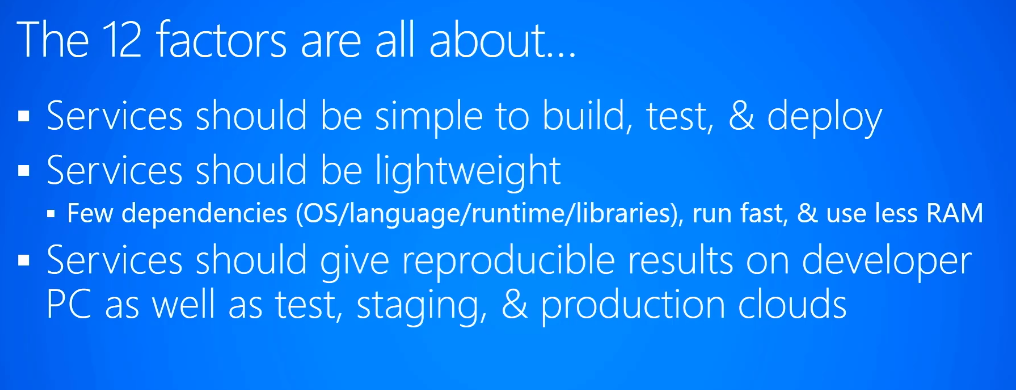 The 12 factors are all about...
▪ Services should be simple to build, test, & deploy
▪ Services should be lightweight
▪ Few dependencies (OS/language/runtime/libraries), run fast, & use less RAM
▪ Services should give reproducible results on developer
PC as well as test, staging, & production clouds